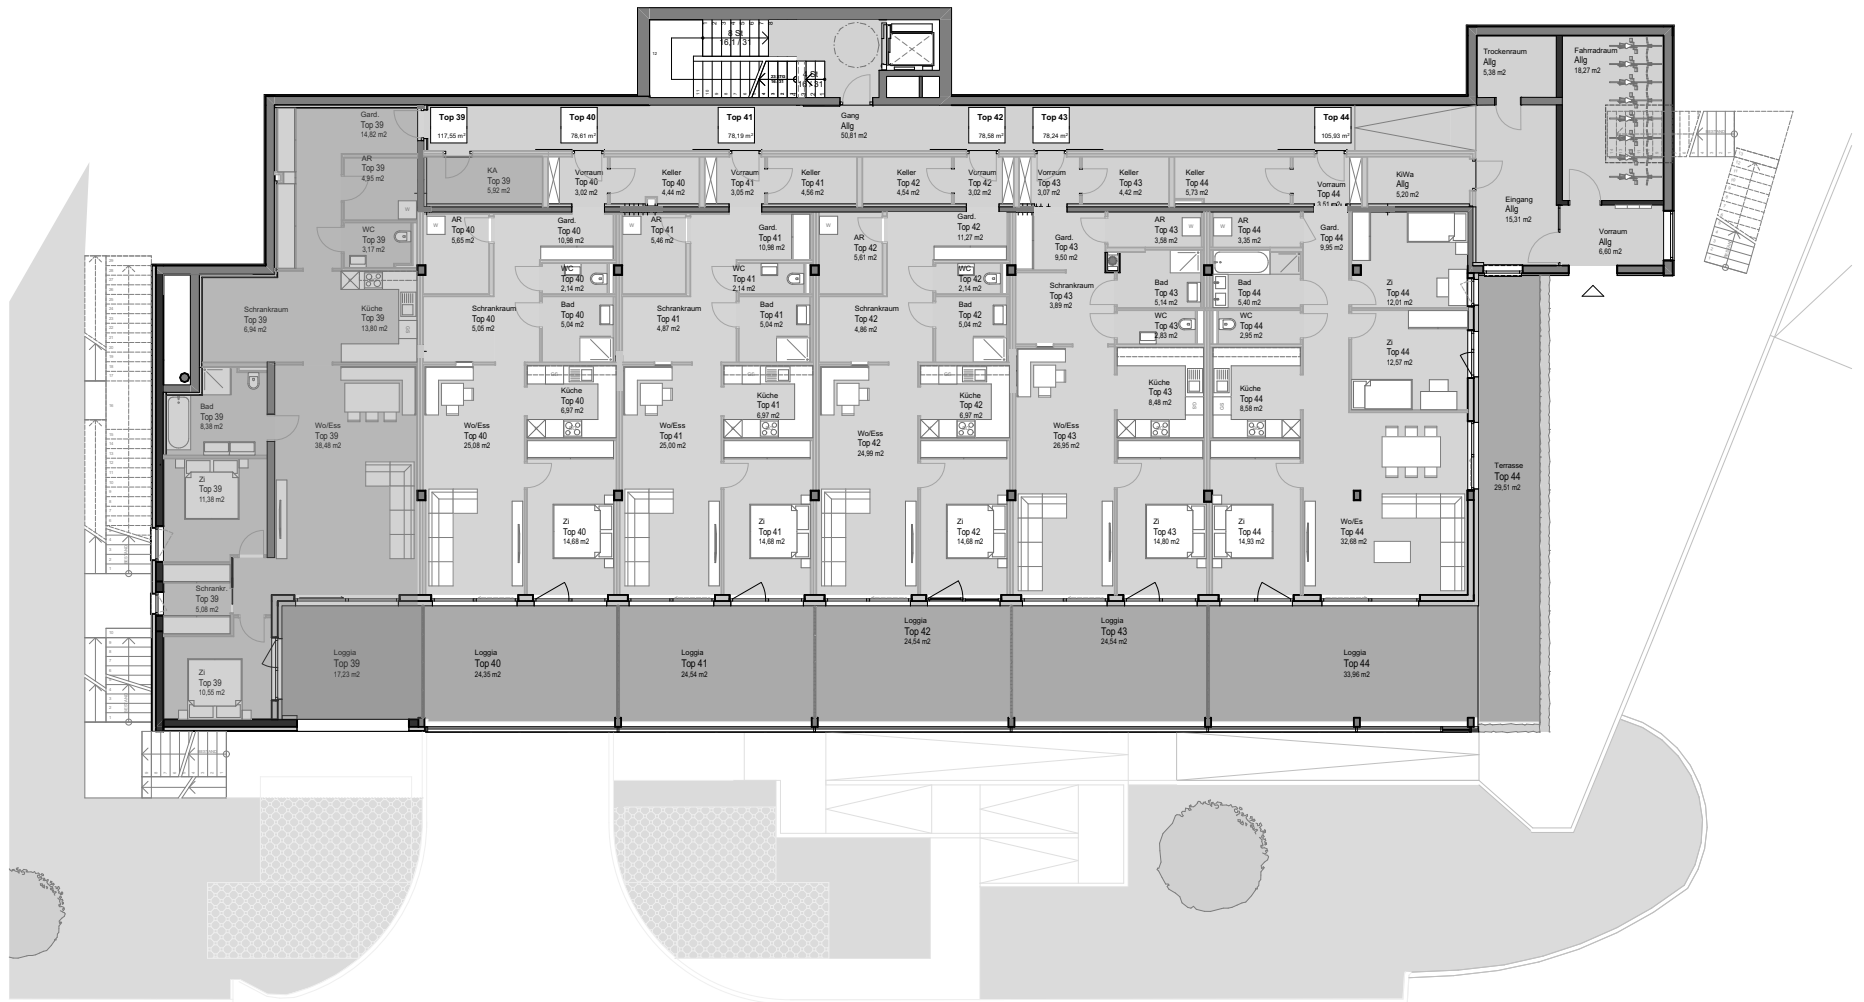 8 St
16,1 / 31
Trockenraum
Allg
5,38 m2
Fahrradraum
Allg
18,27 m2
Gard.
Top 39
14,82 m2
Top 39
117,55 m²
Top 40
78,61 m²
Top 41
78,19 m²
Gang
Allg
50,81 m2
Top 42
78,58 m²
Top 43
78,24 m²
Top 44
105,93 m²
AR
Top 39
4,95 m2
KA
Top 39
5,92 m2
Vorraum
Top 40
3,02 m2
Keller
Top 40
4,44 m2
Vorraum
Top 41
3,05 m2
Keller
Top 41
4,56 m2
Keller
Top 42
4,54 m2
Vorraum
Top 42
3,02 m2
Vorraum
Top 43
3,07 m2
Keller
Top 43
4,42 m2
Keller
Top 44
5,73 m2
Vorraum
Top 44
3,51 m2
KiWa
Allg
5,20 m2
Eingang
Allg
15,31 m2
Vorraum
Allg
6,60 m2
WC
Top 39
3,17 m2
AR
Top 40
5,65 m2
Gard.
Top 40
10,98 m2
AR
Top 41
5,46 m2
Gard.
Top 41
10,98 m2
AR
Top 42
5,61 m2
Gard.
Top 42
11,27 m2
Gard.
Top 43
9,50 m2
AR
Top 43
3,58 m2
AR
Top 44
3,35 m2
Gard.
Top 44
9,95 m2
WC
Top 40
2,14 m2
WC
Top 41
2,14 m2
WC
Top 42
2,14 m2
Schrankraum
Top 43
3,89 m2
Bad
Top 43
5,14 m2
Bad
Top 44
5,40 m2
Zi
Top 44
12,01 m2
Schrankraum
Top 39
6,94 m2
Küche
Top 39
13,80 m2
Schrankraum
Top 40
5,05 m2
Bad
Top 40
5,04 m2
Schrankraum
Top 41
4,87 m2
Bad
Top 41
5,04 m2
Schrankraum
Top 42
4,86 m2
Bad
Top 42
5,04 m2
WC
Top 43
2,83 m2
WC
Top 44
2,95 m2
Zi
Top 44
12,57 m2
Bad
Top 39
8,38 m2
Wo/Ess
Top 39
38,48 m2
Wo/Ess
Top 40
25,08 m2
Küche
Top 40
6,97 m2
Wo/Ess
Top 41
25,00 m2
Küche
Top 41
6,97 m2
Wo/Ess
Top 42
24,99 m2
Küche
Top 42
6,97 m2
Wo/Ess
Top 43
26,95 m2
Küche
Top 43
8,48 m2
Küche
Top 44
8,58 m2
Zi
Top 39
11,38 m2
Terrasse
Top 44
29,51 m2
Zi
Top 40
14,68 m2
Zi
Top 41
14,68 m2
Zi
Top 42
14,68 m2
Zi
Top 43
14,80 m2
Zi
Top 44
14,93 m2
Wo/Es
Top 44
32,68 m2
Schrankr.
Top 39
5,08 m2
Zi
Top 39
10,55 m2
Loggia
Top 39
17,23 m2
Loggia
Top 40
24,35 m2
Loggia
Top 41
24,54 m2
Loggia
Top 42
24,54 m2
Loggia
Top 43
24,54 m2
Loggia
Top 44
33,96 m2